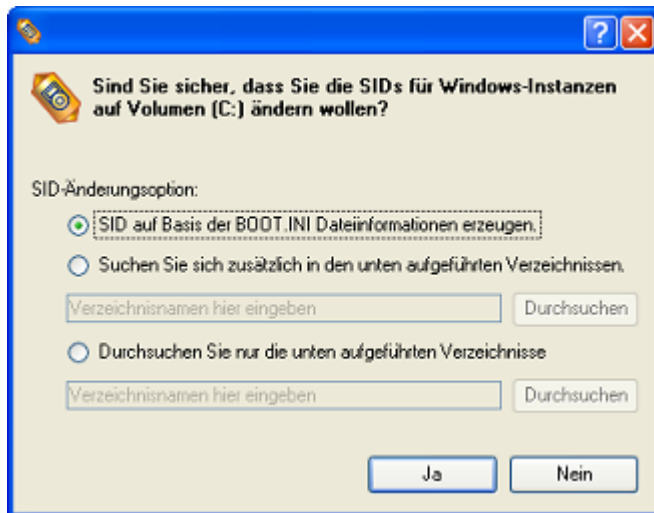 Sind Sie sicher, dass Sie die SIDs für Windows-Instanzen
auf Volumen (C:) ändern wollen?
SID-Änderungsoption:
SID auf Basis der BOOT.INI Dateiinformationen erzeugen.
Suchen Sie sich zusätzlich in den unten aufgeführten Verzeichnissen.
Verzeichnisnamen hier eingeben
Durchsuchen
Durchsuchen Sie nur die unten aufgeführten Verzeichnisse
Verzeichnisnamen hier eingeben
Durchsuchen
Ja
Nein